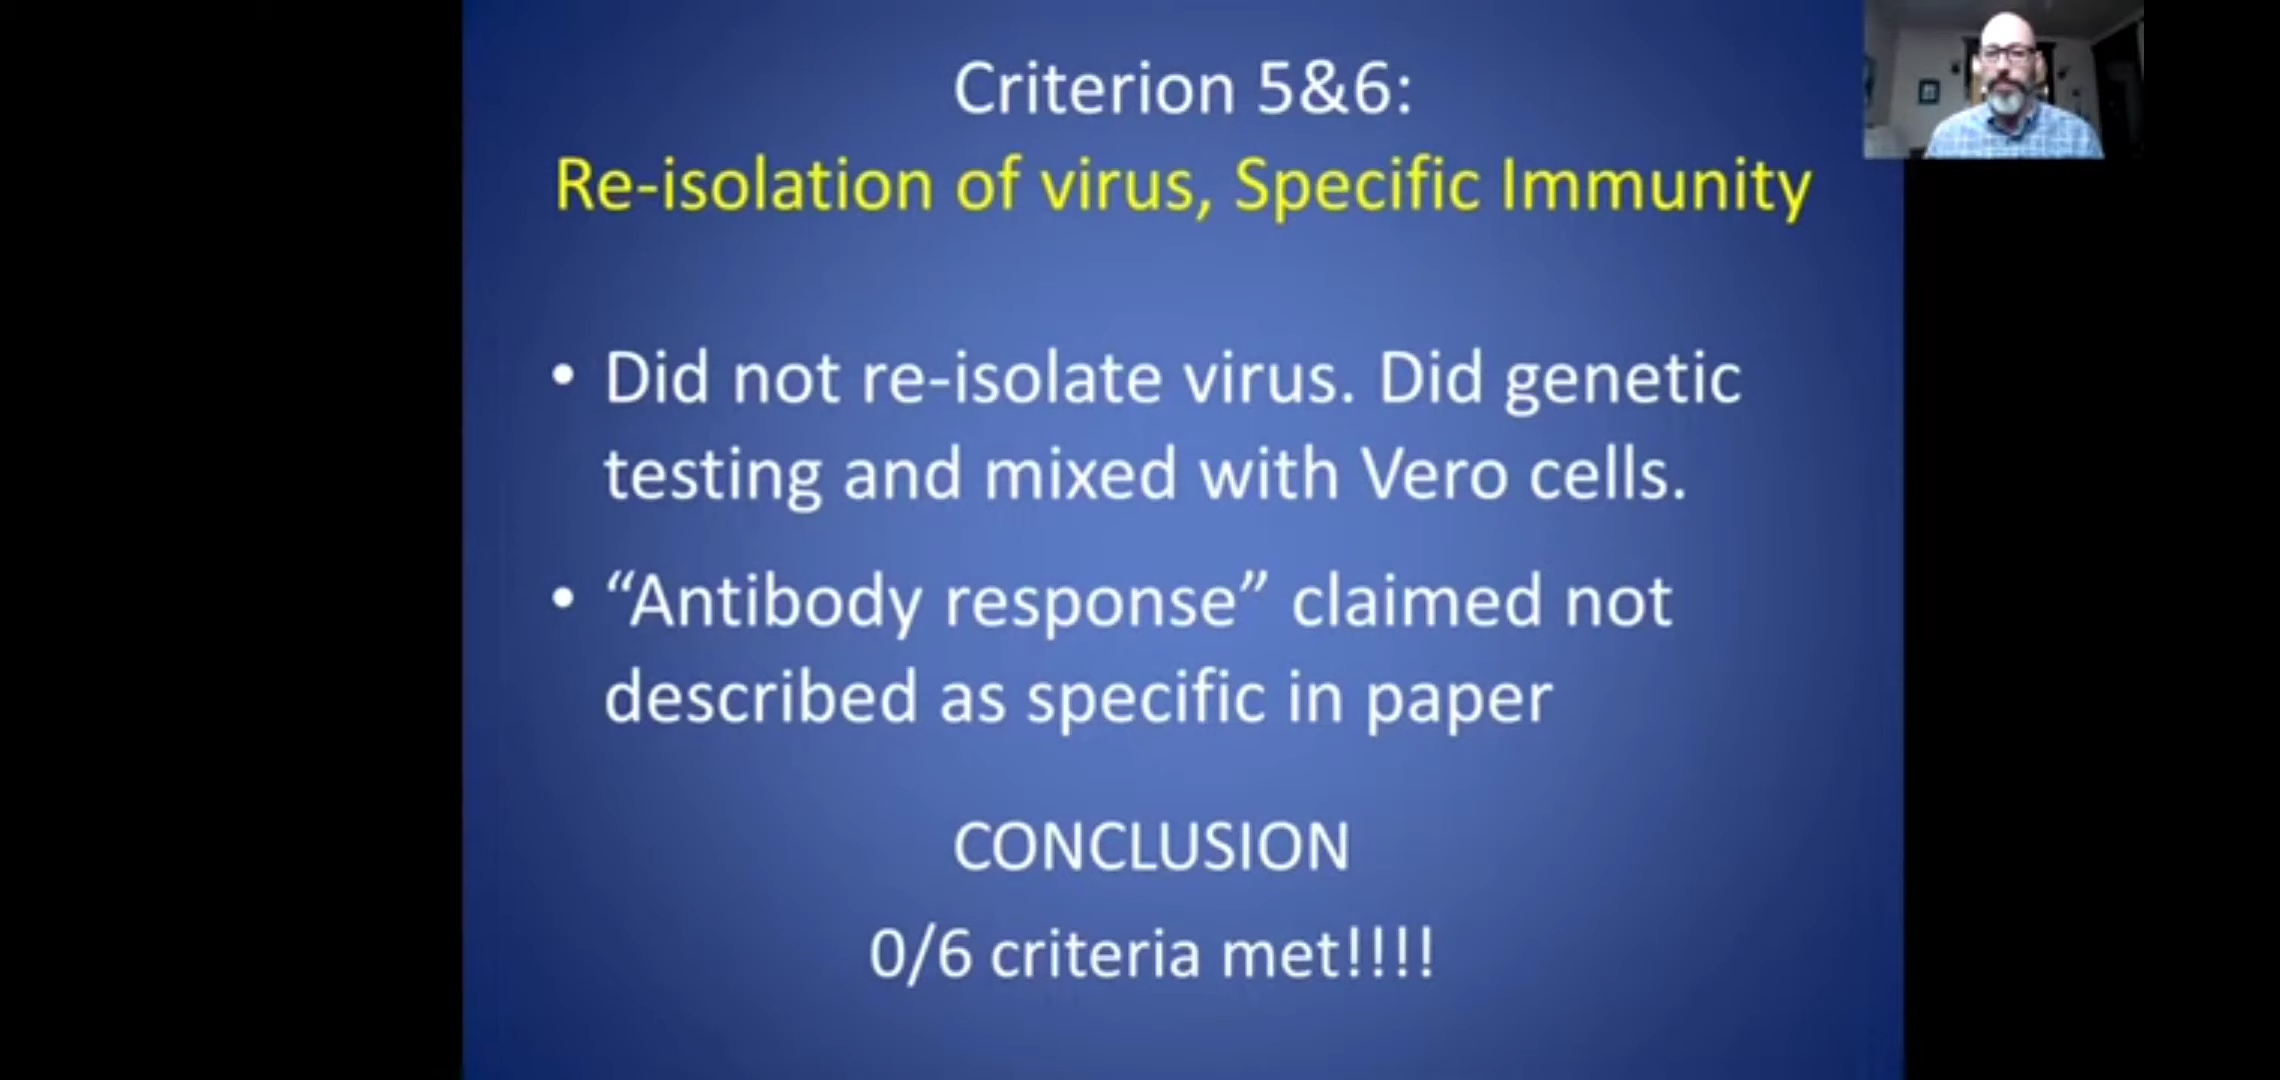 Criterion 5&6:
Re-isolation of virus, Specific Immunity
• Did not re-isolate virus. Did genetic
testing and mixed with Vero cells.
• “Antibody response” claimed not
described as specific in paper
CONCLUSION
0/6 criteria met!!!!